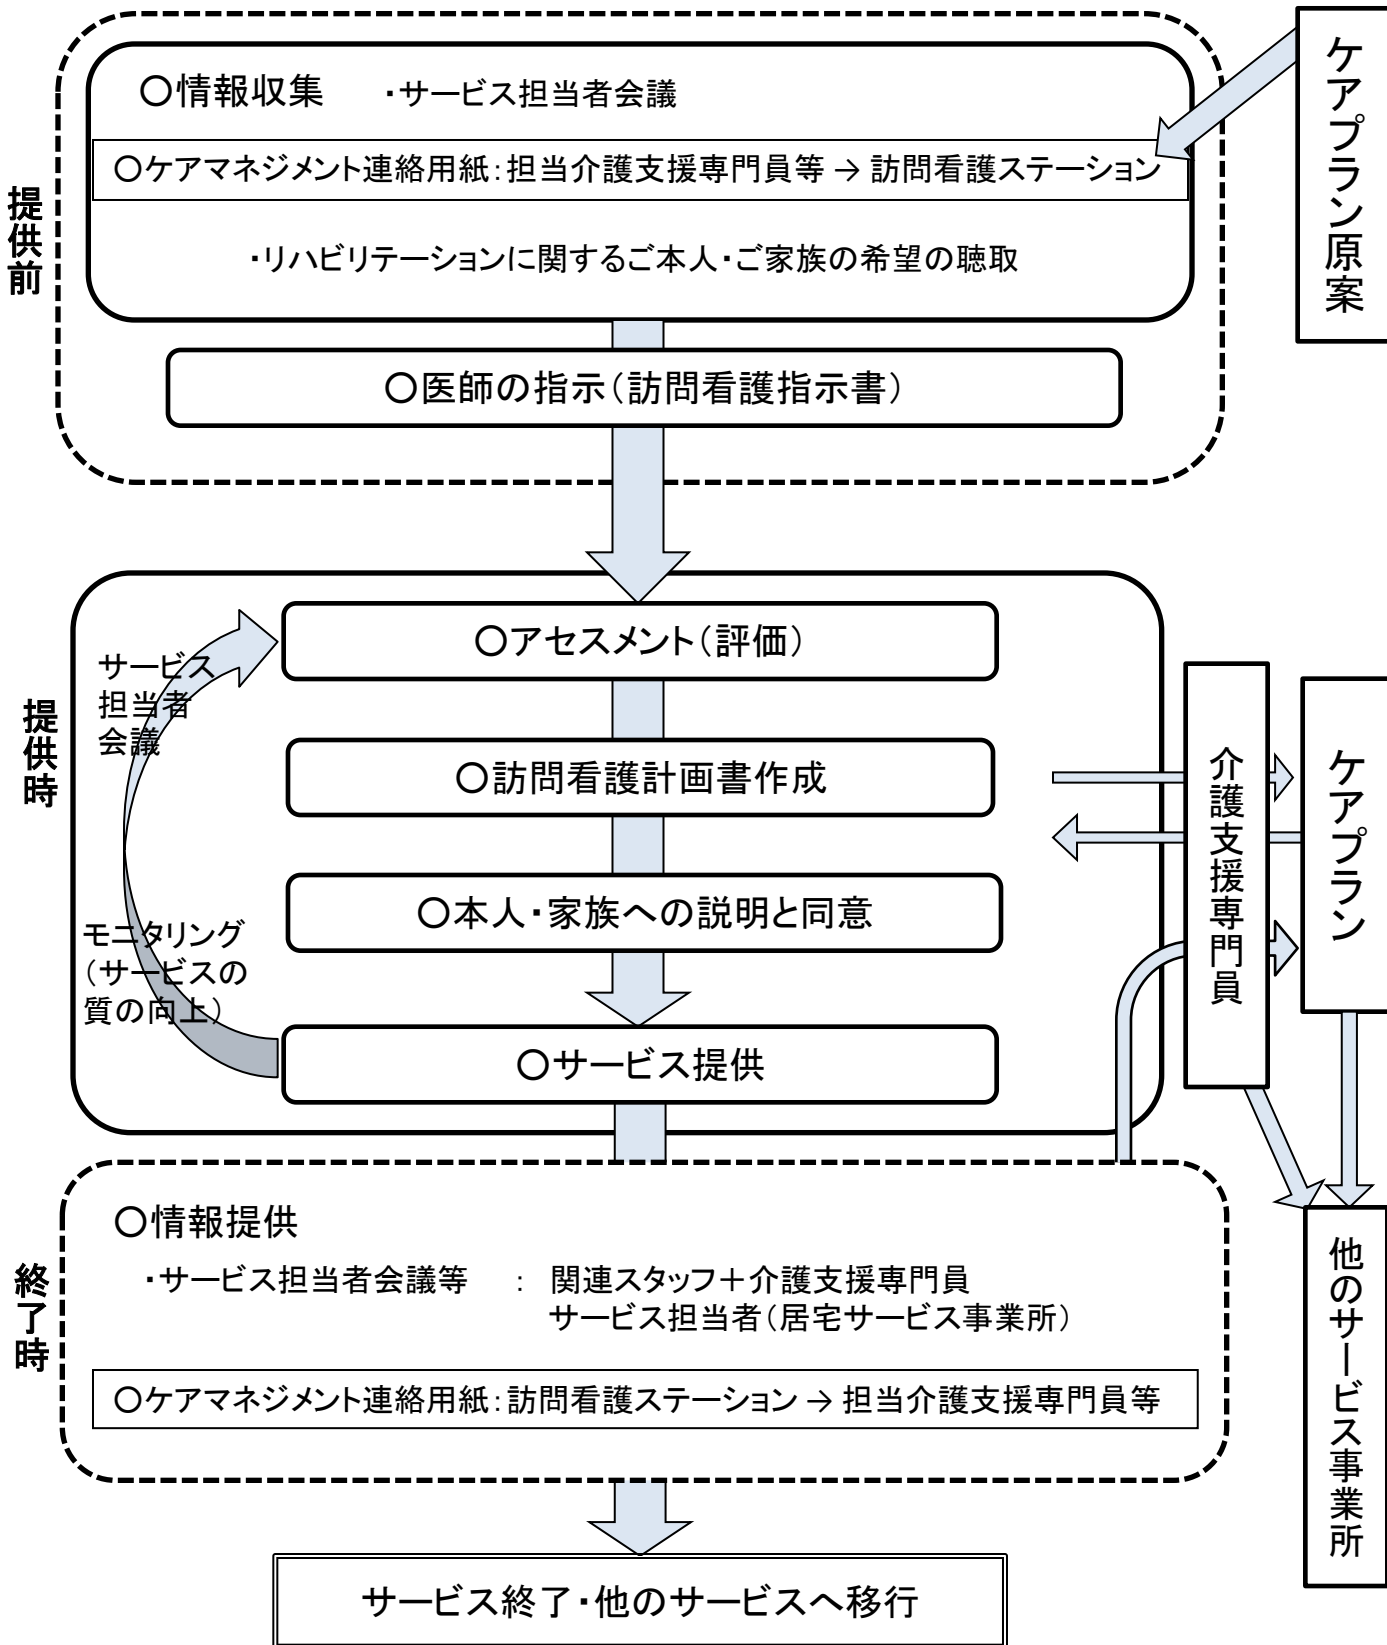 提供前
〇情報収集 ・サービス担当者会議
〇ケアマネジメント連絡用紙：担当介護支援専門員等 → 訪問看護ステーション
・リハビリテーションに関するご本人・ご家族の希望の聴取
〇医師の指示（訪問看護指示書）
ケアプラン原案
提供時
〇アセスメント（評価）
サービス
担当者
会議
〇訪問看護計画書作成
〇本人・家族への説明と同意
モニタリング
（サービスの
質の向上）
〇サービス提供
介護支援専門員
ケアプラン
終了時
〇情報提供
・サービス担当者会議等 ： 関連スタッフ＋介護支援専門員
サービス担当者（居宅サービス事業所）
〇ケアマネジメント連絡用紙：訪問看護ステーション → 担当介護支援専門員等
他のサービス事業所
サービス終了・他のサービスへ移行